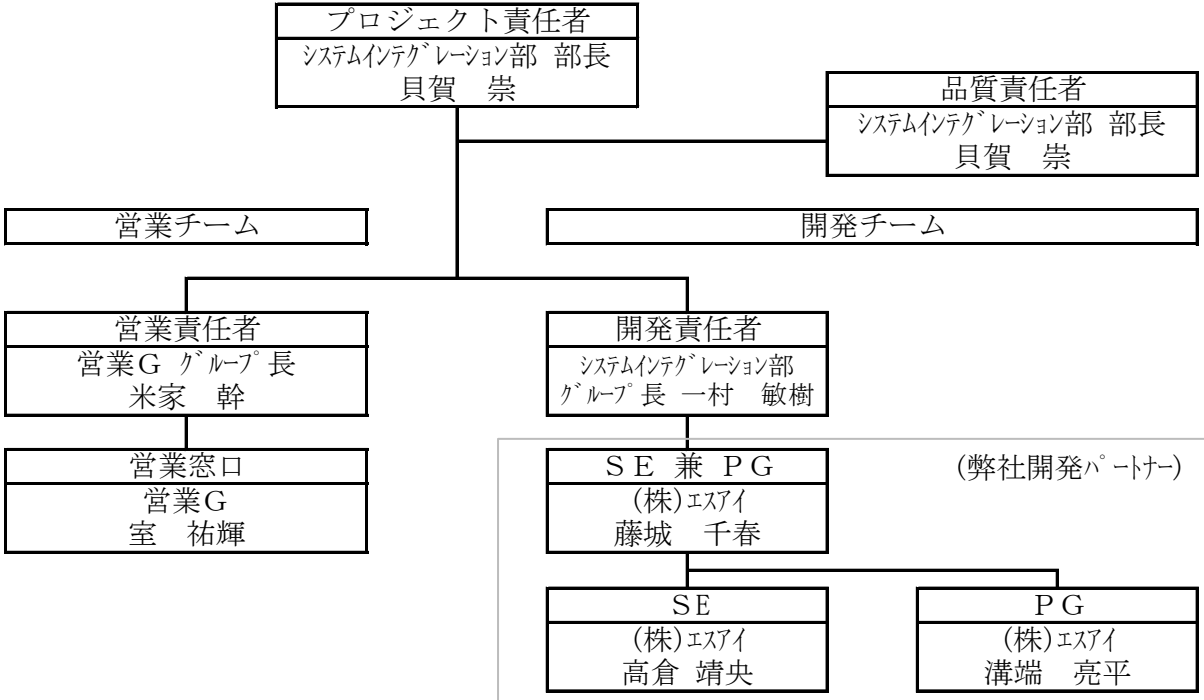 プロジェクト責任者
ｼｽﾃﾑｲﾝﾃｸﾞﾚｰｼｮﾝ部 部長
貝賀　崇
品質責任者
ｼｽﾃﾑｲﾝﾃｸﾞﾚｰｼｮﾝ部 部長
貝賀　崇
営業チーム
開発チーム
営業責任者
営業G ｸﾞﾙｰﾌﾟ長
米家　幹
開発責任者
ｼｽﾃﾑｲﾝﾃｸﾞﾚｰｼｮﾝ部
ｸﾞﾙｰﾌﾟ長 一村　敏樹
営業窓口
営業G
室　祐輝
ＳＥ 兼 ＰＧ
(株)ｴｽｱｲ
藤城　千春
(弊社開発ﾊﾟｰﾄﾅｰ)
ＳＥ
(株)ｴｽｱｲ
高倉 靖央
ＰＧ
(株)ｴｽｱｲ
溝端　亮平